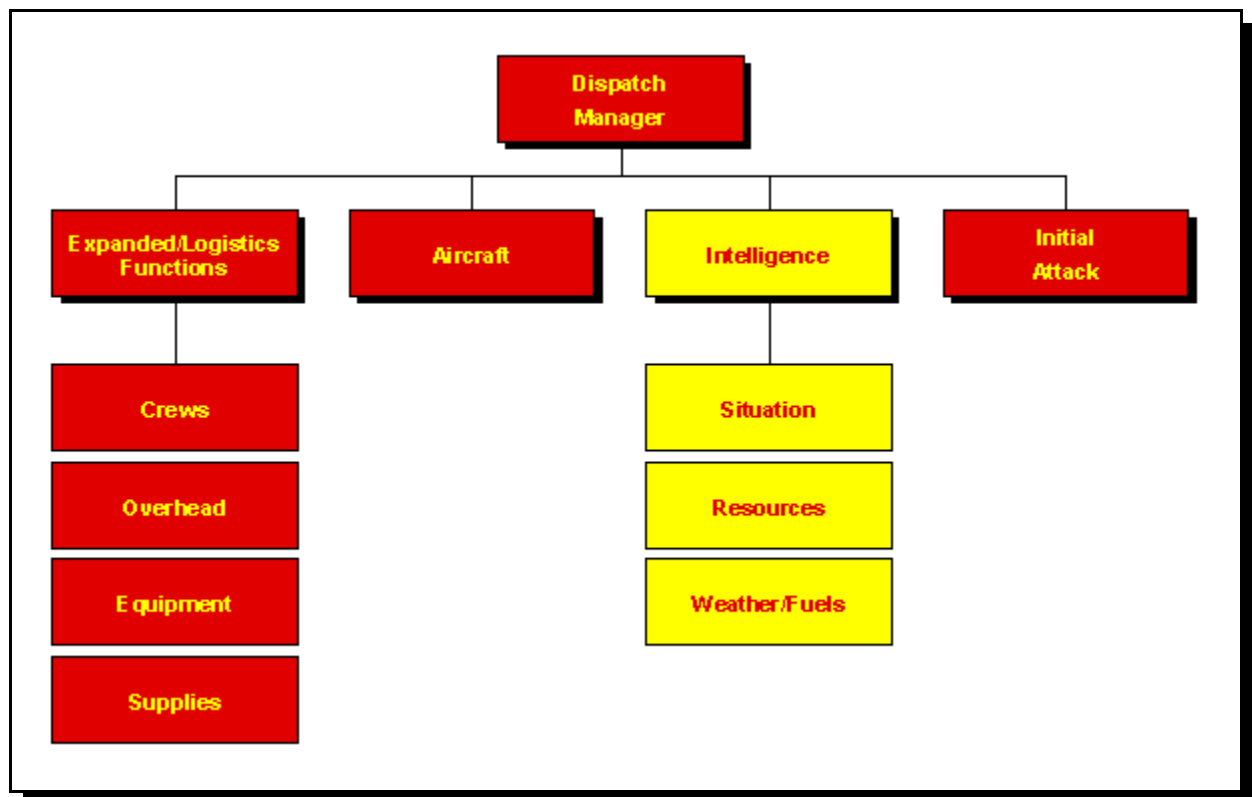 Dispatch
Manager
Expanded/Logistics
Functions
Aircraft
Intelligence
Initial
Attack
Crews
Overhead
Equipment
Supplies
Situation
Resources
Weather/Fuels